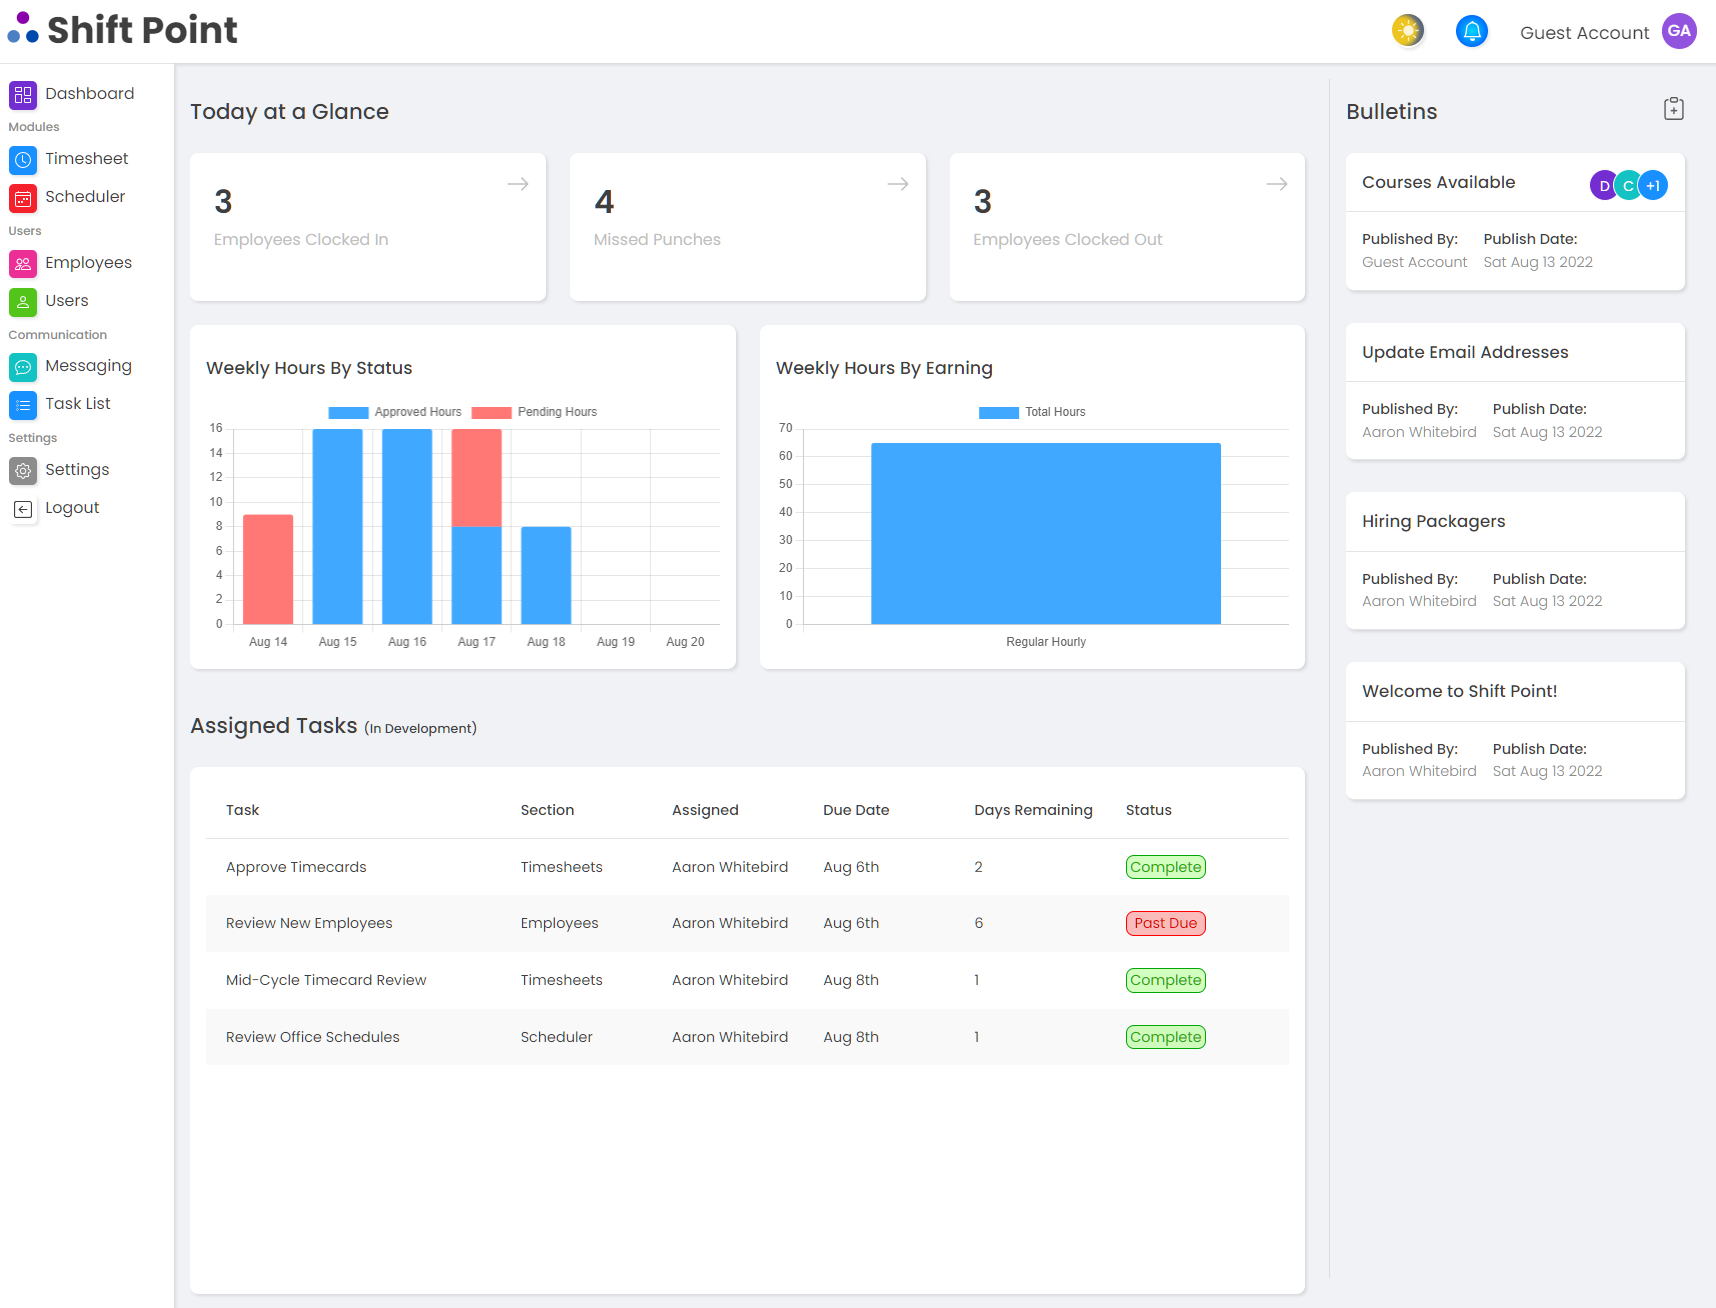 Shift Point
Guest Account
GA
Dashboard
Modules
Timesheet
Scheduler
Users
Employees
Users
Communication
Messaging
Task List
Settings
Settings
Logout
Today at a Glance
3
Employees Clocked In
4
Missed Punches
3
Employees Clocked Out
Weekly Hours By Status
Approved Hours Pending Hours
16
14
12
10
8
6
4
2
0
Aug 14 Aug 15 Aug 16 Aug 17 Aug 18 Aug 19 Aug 20
Weekly Hours By Earning
Total Hours
70
60
50
40
30
20
10
0
Regular Hourly
Assigned Tasks (In Development)
Task Section Assigned Due Date Days Remaining Status
Approve Timecards Timesheets Aaron Whitebird Aug 6th 2 Complete
Review New Employees Employees Aaron Whitebird Aug 6th 6 Past Due
Mid-Cycle Timecard Review Timesheets Aaron Whitebird Aug 8th 1 Complete
Review Office Schedules Scheduler Aaron Whitebird Aug 8th 1 Complete
Bulletins
Courses Available D C +1
Published By: Publish Date:
Guest Account Sat Aug 13 2022
Update Email Addresses
Published By: Publish Date:
Aaron Whitebird Sat Aug 13 2022
Hiring Packagers
Published By: Publish Date:
Aaron Whitebird Sat Aug 13 2022
Welcome to Shift Point!
Published By: Publish Date:
Aaron Whitebird Sat Aug 13 2022